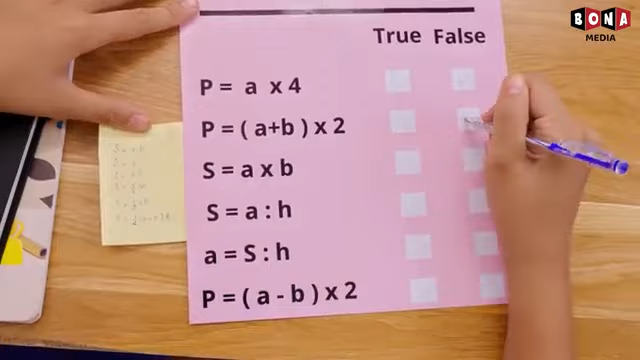 BONA
MEDIA
True False
P = a x 4
P = ( a+b ) x 2
S = a x b
S = a : h
a = S : h
P = ( a - b ) x 2